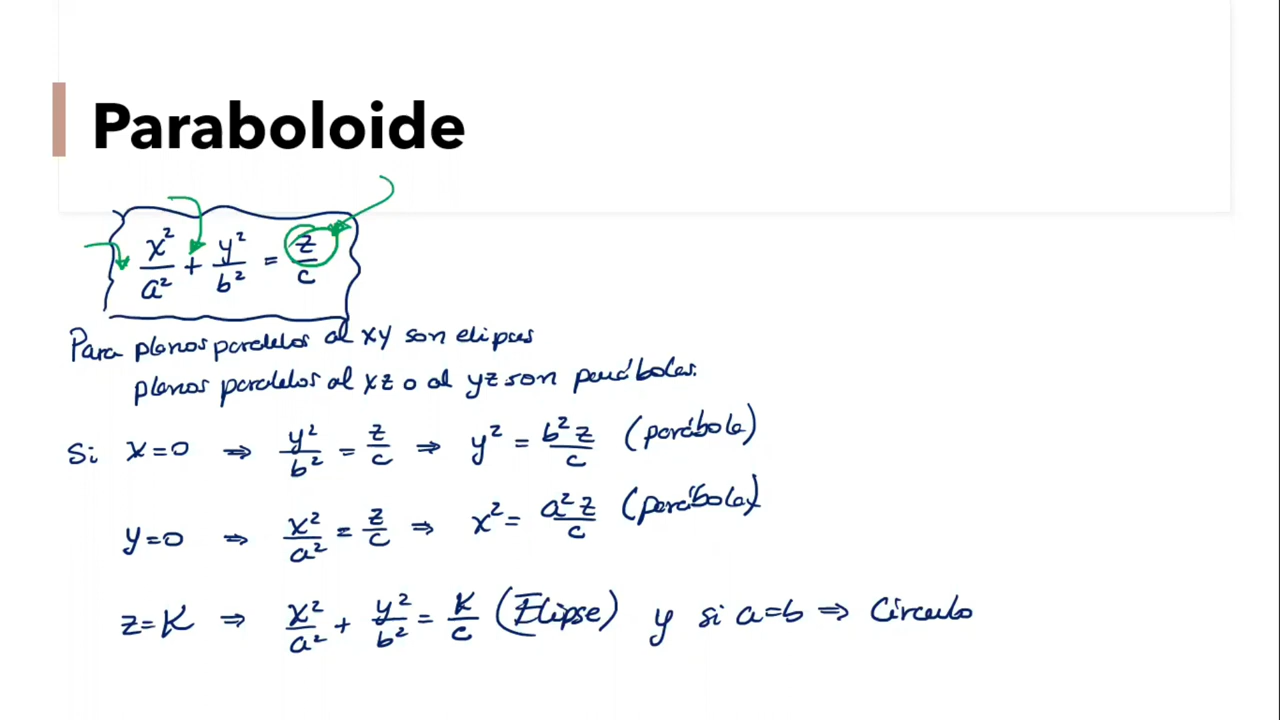 Paraboloide
x²/a² + y²/b² = z/c
Para planos paralelos al xy son elipses
planos paralelos al xz o al yz son parábolas.
Si x=0 ⇒ y²/b² = z/c ⇒ y² = b²z/c (parábola)
y=0 ⇒ x²/a² = z/c ⇒ x² = a²z/c (parábola)
z=K ⇒ x²/a² + y²/b² = K/c (Elipse) y si a=b ⇒ Círculo